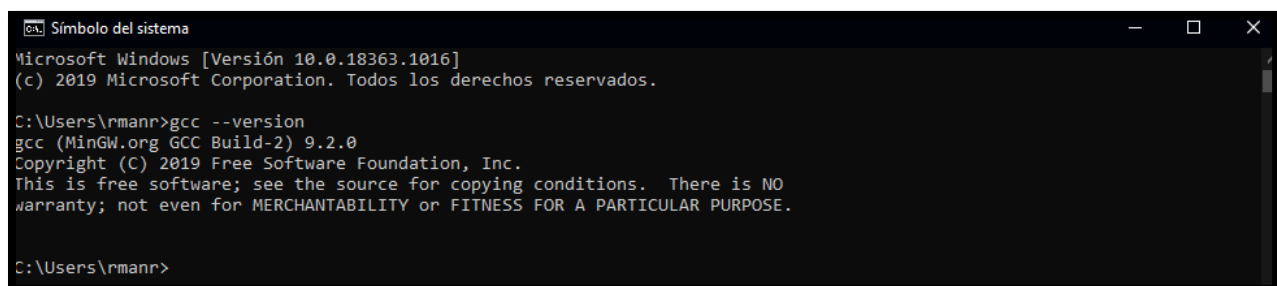 Símbolo del sistema
Microsoft Windows [Versión 10.0.18363.1016]
(c) 2019 Microsoft Corporation. Todos los derechos reservados.
C:\Users\rmanr>gcc --version
gcc (MinGW.org GCC Build-2) 9.2.0
Copyright (C) 2019 Free Software Foundation, Inc.
This is free software; see the source for copying conditions.  There is NO
warranty; not even for MERCHANTABILITY or FITNESS FOR A PARTICULAR PURPOSE.
C:\Users\rmanr>